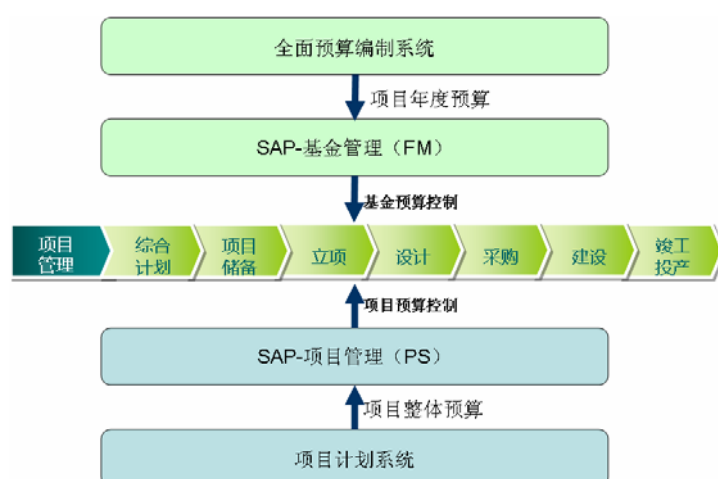 全面预算编制系统
项目年度预算
SAP-基金管理（FM）
基金预算控制
项目 综合 项目 立项 设计 采购 建设 竣工
管理 计划 储备 投产
项目预算控制
SAP-项目管理（PS）
项目整体预算
项目计划系统